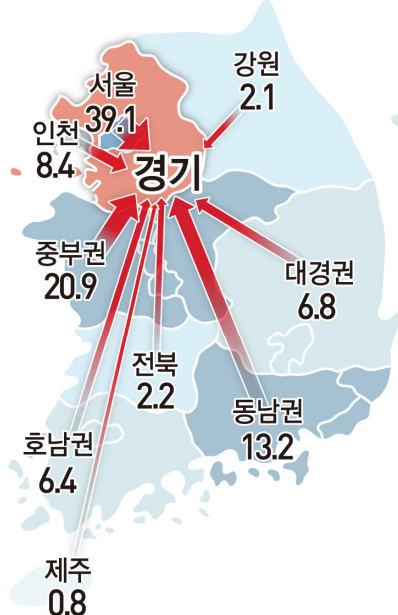 강원
2.1
서울
39.1
인천
8.4
경기
중부권
20.9
대경권
6.8
전북
2.2
동남권
13.2
호남권
6.4
제주
0.8